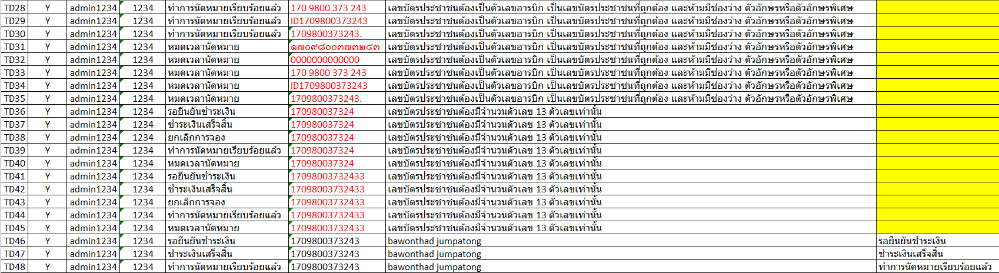 TD28 Y admin1234 1234 ทำการนัดหมายเรียบร้อยแล้ว 170 9800 373 243 เลขบัตรประชาชนต้องเป็นตัวเลขอารบิก เป็นเลขบัตรประชาชนที่ถูกต้อง และห้ามมีช่องว่าง ตัวอักษรหรือตัวอักษรพิเศษ
TD29 Y admin1234 1234 ทำการนัดหมายเรียบร้อยแล้ว ID1709800373243 เลขบัตรประชาชนต้องเป็นตัวเลขอารบิก เป็นเลขบัตรประชาชนที่ถูกต้อง และห้ามมีช่องว่าง ตัวอักษรหรือตัวอักษรพิเศษ
TD30 Y admin1234 1234 ทำการนัดหมายเรียบร้อยแล้ว 1709800373243. เลขบัตรประชาชนต้องเป็นตัวเลขอารบิก เป็นเลขบัตรประชาชนที่ถูกต้อง และห้ามมีช่องว่าง ตัวอักษรหรือตัวอักษรพิเศษ
TD31 Y admin1234 1234 หมดเวลานัดหมาย ๑๗๐๙๘๐๐๓๗๓๒๔๓ เลขบัตรประชาชนต้องเป็นตัวเลขอารบิก เป็นเลขบัตรประชาชนที่ถูกต้อง และห้ามมีช่องว่าง ตัวอักษรหรือตัวอักษรพิเศษ
TD32 Y admin1234 1234 หมดเวลานัดหมาย 0000000000000 เลขบัตรประชาชนต้องเป็นตัวเลขอารบิก เป็นเลขบัตรประชาชนที่ถูกต้อง และห้ามมีช่องว่าง ตัวอักษรหรือตัวอักษรพิเศษ
TD33 Y admin1234 1234 หมดเวลานัดหมาย 170 9800 373 243 เลขบัตรประชาชนต้องเป็นตัวเลขอารบิก เป็นเลขบัตรประชาชนที่ถูกต้อง และห้ามมีช่องว่าง ตัวอักษรหรือตัวอักษรพิเศษ
TD34 Y admin1234 1234 หมดเวลานัดหมาย ID1709800373243 เลขบัตรประชาชนต้องเป็นตัวเลขอารบิก เป็นเลขบัตรประชาชนที่ถูกต้อง และห้ามมีช่องว่าง ตัวอักษรหรือตัวอักษรพิเศษ
TD35 Y admin1234 1234 หมดเวลานัดหมาย 1709800373243. เลขบัตรประชาชนต้องเป็นตัวเลขอารบิก เป็นเลขบัตรประชาชนที่ถูกต้อง และห้ามมีช่องว่าง ตัวอักษรหรือตัวอักษรพิเศษ
TD36 Y admin1234 1234 รอยืนยันชำระเงิน 170980037324 เลขบัตรประชาชนต้องมีจำนวนตัวเลข 13 ตัวเลขเท่านั้น
TD37 Y admin1234 1234 ชำระเงินเสร็จสิ้น 170980037324 เลขบัตรประชาชนต้องมีจำนวนตัวเลข 13 ตัวเลขเท่านั้น
TD38 Y admin1234 1234 ยกเลิกการจอง 170980037324 เลขบัตรประชาชนต้องมีจำนวนตัวเลข 13 ตัวเลขเท่านั้น
TD39 Y admin1234 1234 ทำการนัดหมายเรียบร้อยแล้ว 170980037324 เลขบัตรประชาชนต้องมีจำนวนตัวเลข 13 ตัวเลขเท่านั้น
TD40 Y admin1234 1234 หมดเวลานัดหมาย 170980037324 เลขบัตรประชาชนต้องมีจำนวนตัวเลข 13 ตัวเลขเท่านั้น
TD41 Y admin1234 1234 รอยืนยันชำระเงิน 17098003732433 เลขบัตรประชาชนต้องมีจำนวนตัวเลข 13 ตัวเลขเท่านั้น
TD42 Y admin1234 1234 ชำระเงินเสร็จสิ้น 17098003732433 เลขบัตรประชาชนต้องมีจำนวนตัวเลข 13 ตัวเลขเท่านั้น
TD43 Y admin1234 1234 ยกเลิกการจอง 17098003732433 เลขบัตรประชาชนต้องมีจำนวนตัวเลข 13 ตัวเลขเท่านั้น
TD44 Y admin1234 1234 ทำการนัดหมายเรียบร้อยแล้ว 17098003732433 เลขบัตรประชาชนต้องมีจำนวนตัวเลข 13 ตัวเลขเท่านั้น
TD45 Y admin1234 1234 หมดเวลานัดหมาย 17098003732433 เลขบัตรประชาชนต้องมีจำนวนตัวเลข 13 ตัวเลขเท่านั้น
TD46 Y admin1234 1234 รอยืนยันชำระเงิน 1709800373243 bawonthad jumpatong รอยืนยันชำระเงิน
TD47 Y admin1234 1234 ชำระเงินเสร็จสิ้น 1709800373243 bawonthad jumpatong ชำระเงินเสร็จสิ้น
TD48 Y admin1234 1234 ทำการนัดหมายเรียบร้อยแล้ว 1709800373243 bawonthad jumpatong ทำการนัดหมายเรียบร้อยแล้ว